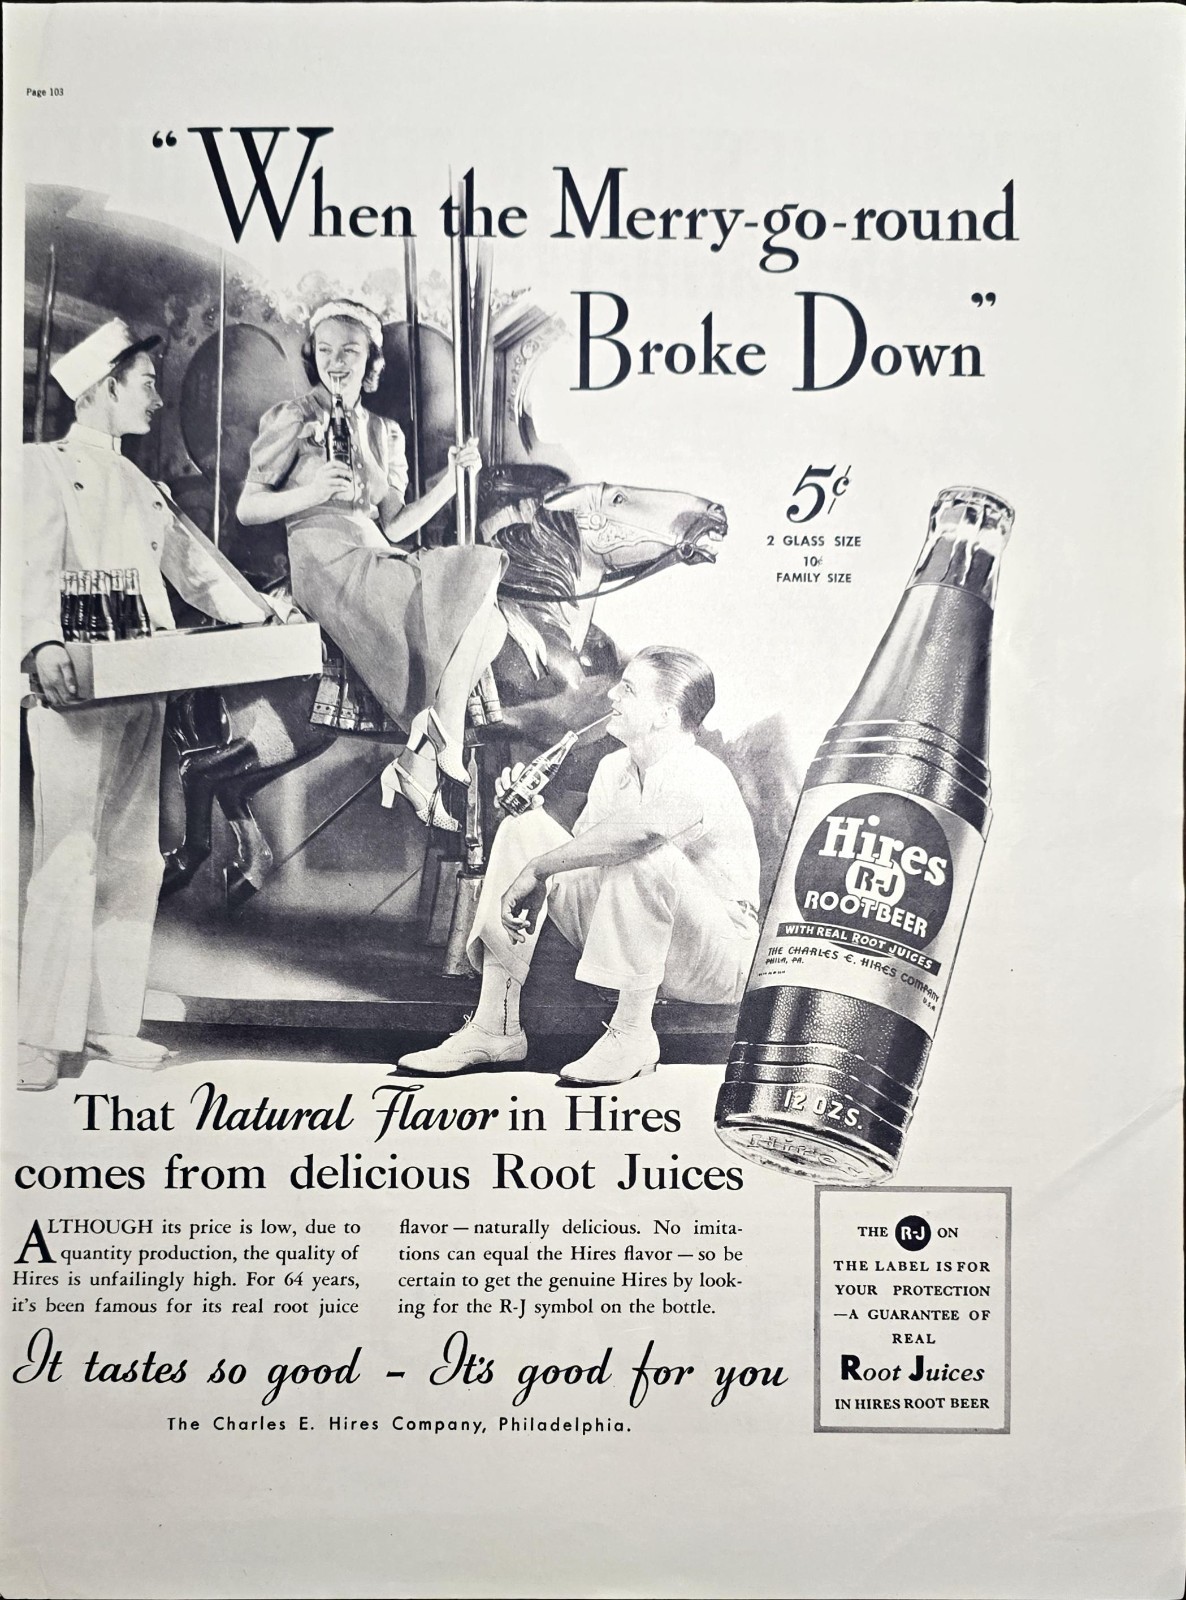 Page 103
“When the Merry-go-round
Broke Down”
5¢
2 GLASS SIZE
10¢
FAMILY SIZE
Hires
R-J
ROOTBEER
WITH REAL ROOT JUICES
THE CHARLES E. HIRES COMPANY
PHILA, PA.
U.S.A
12 OZS.
That Natural Flavor in Hires
comes from delicious Root Juices
ALTHOUGH its price is low, due to
quantity production, the quality of
Hires is unfailingly high. For 64 years,
it's been famous for its real root juice
flavor — naturally delicious. No imita-
tions can equal the Hires flavor — so be
certain to get the genuine Hires by look-
ing for the R-J symbol on the bottle.
It tastes so good – It's good for you
The Charles E. Hires Company, Philadelphia.
THE R-J ON
THE LABEL IS FOR
YOUR PROTECTION
—A GUARANTEE OF
REAL
Root Juices
IN HIRES ROOT BEER